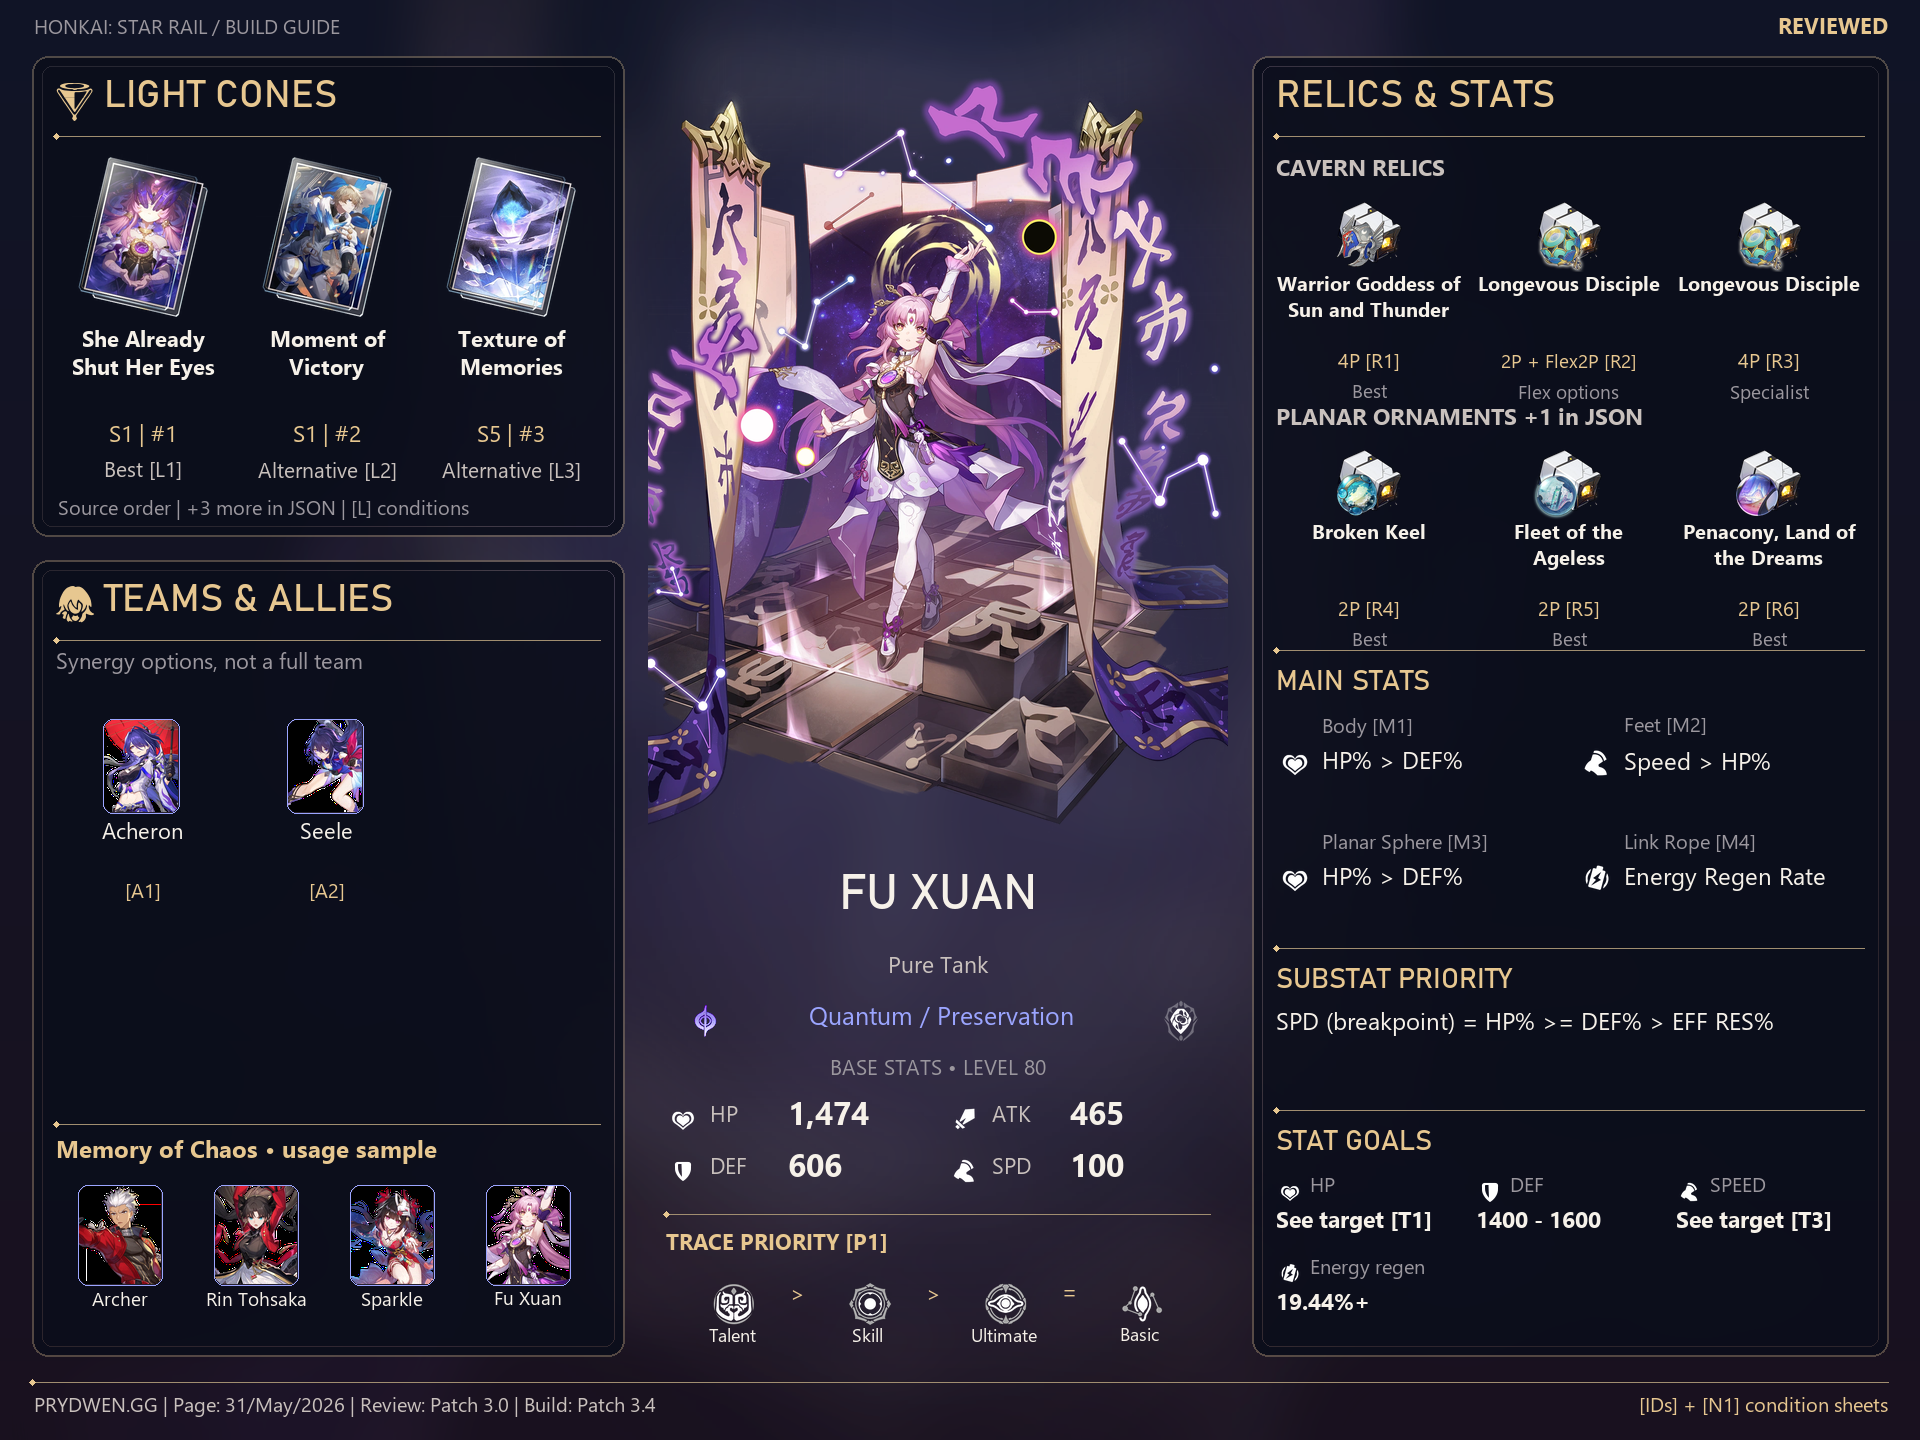 HONKAI: STAR RAIL / BUILD GUIDE
REVIEWED
LIGHT CONES
She Already
Shut Her Eyes
S1 | #1
Best [L1]
Moment of
Victory
S1 | #2
Alternative [L2]
Texture of
Memories
S5 | #3
Alternative [L3]
Source order | +3 more in JSON | [L] conditions
TEAMS & ALLIES
Synergy options, not a full team
Acheron
[A1]
Seele
[A2]
Memory of Chaos • usage sample
Archer
Rin Tohsaka
Sparkle
Fu Xuan
FU XUAN
Pure Tank
Quantum / Preservation
BASE STATS • LEVEL 80
HP 1,474
ATK 465
DEF 606
SPD 100
TRACE PRIORITY [P1]
Talent > Skill > Ultimate = Basic
RELICS & STATS
CAVERN RELICS
Warrior Goddess of
Sun and Thunder
4P [R1]
Best
Longevous Disciple
2P + Flex2P [R2]
Flex options
Longevous Disciple
4P [R3]
Specialist
PLANAR ORNAMENTS +1 in JSON
Broken Keel
2P [R4]
Best
Fleet of the
Ageless
2P [R5]
Best
Penacony, Land of
the Dreams
2P [R6]
Best
MAIN STATS
Body [M1]
HP% > DEF%
Feet [M2]
Speed > HP%
Planar Sphere [M3]
HP% > DEF%
Link Rope [M4]
Energy Regen Rate
SUBSTAT PRIORITY
SPD (breakpoint) = HP% >= DEF% > EFF RES%
STAT GOALS
HP
See target [T1]
DEF
1400 - 1600
SPEED
See target [T3]
Energy regen
19.44%+
PRYDWEN.GG | Page: 31/May/2026 | Review: Patch 3.0 | Build: Patch 3.4
[IDs] + [N1] condition sheets